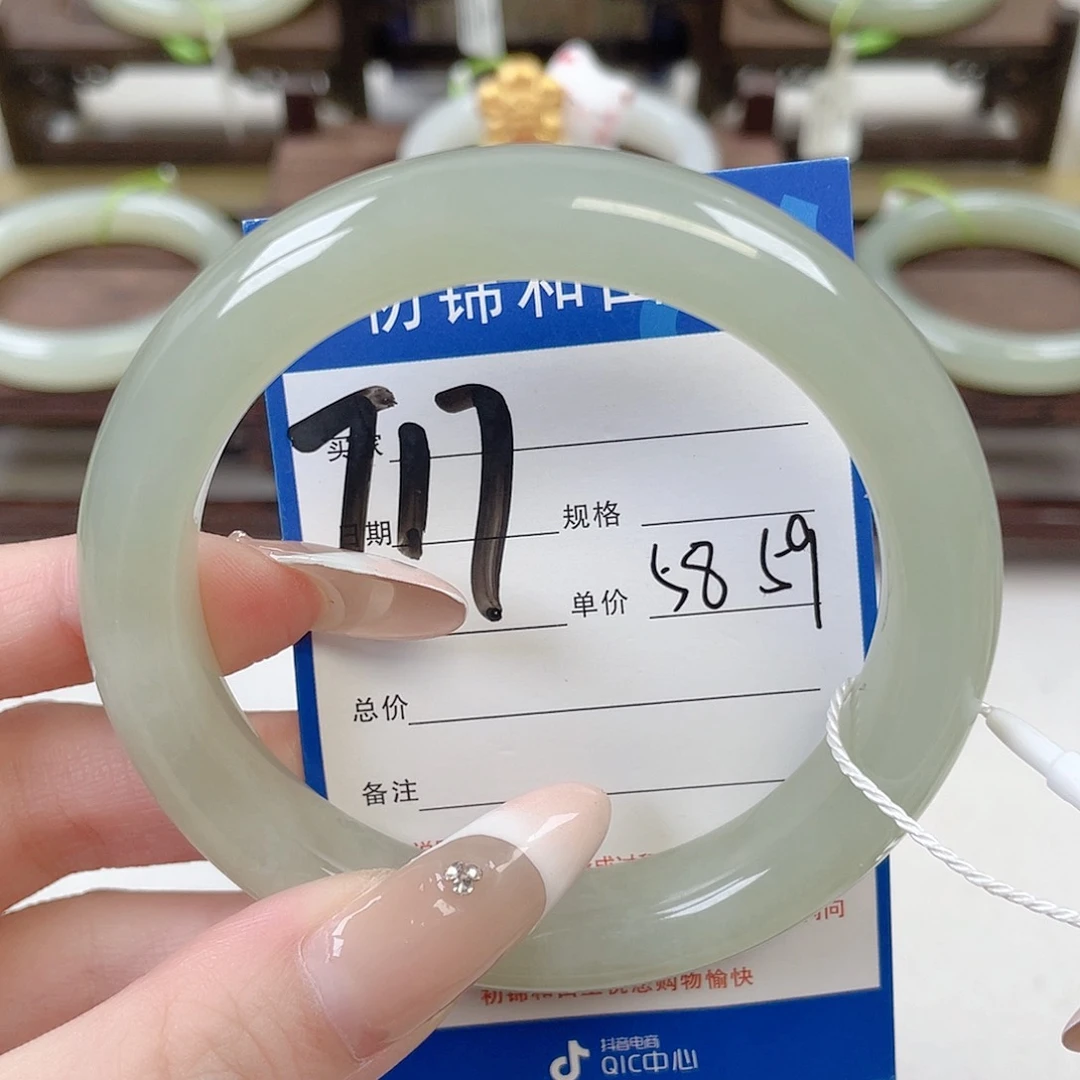 初锦和田
717
买家
日期
规格
单价 58 59
总价
备注
初锦和田玉祝您购物愉快
抖音电商
QIC中心